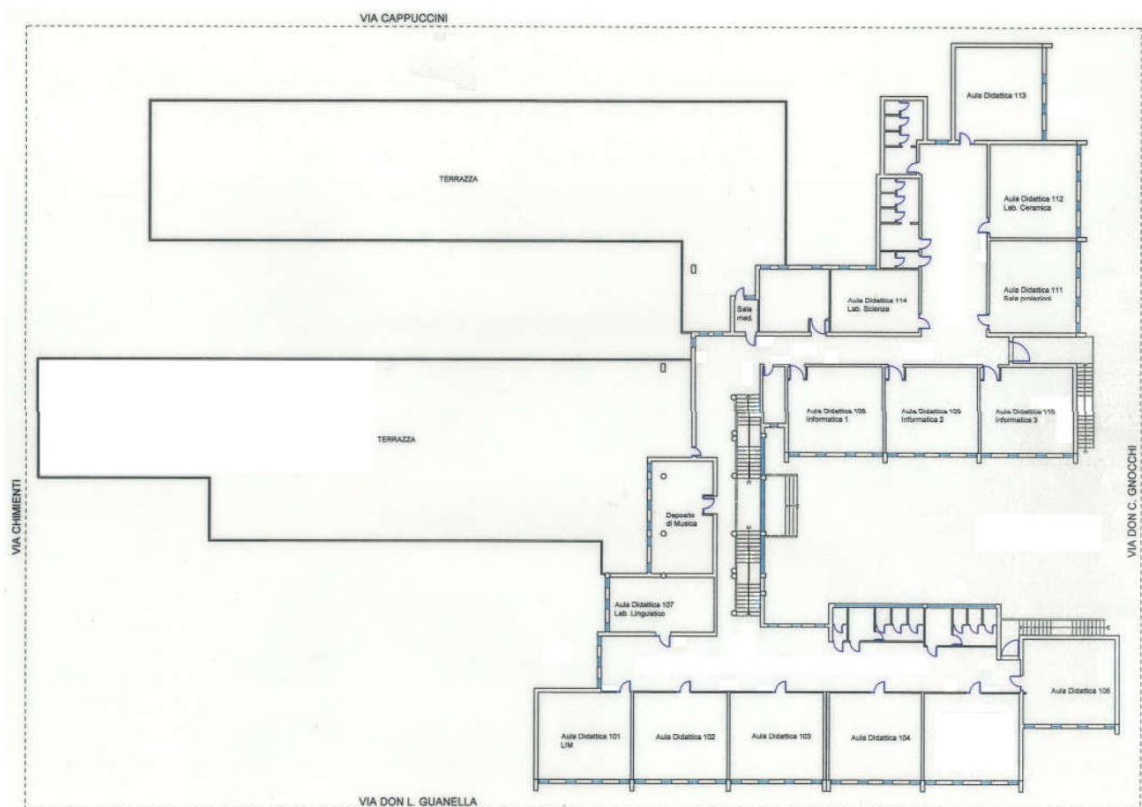 VIA CAPPUCCINI
Aula Didattica 113
TERRAZZA
Aula Didattica 112
Lab. Ceramica
Aula Didattica 111
Sala proiezioni
Aula Didattica 114
Lab. Scienze
Sala
med.
Aula Didattica 108
Informatica 1
Aula Didattica 109
Informatica 2
Aula Didattica 110
Informatica 3
TERRAZZA
Deposito
di Musica
VIA CHIMIENTI
VIA DON C. GNOCCHI
Aula Didattica 107
Lab. Linguistico
Aula Didattica 106
Aula Didattica 101
LIM
Aula Didattica 102
Aula Didattica 103
Aula Didattica 104
VIA DON L. GUANELLA